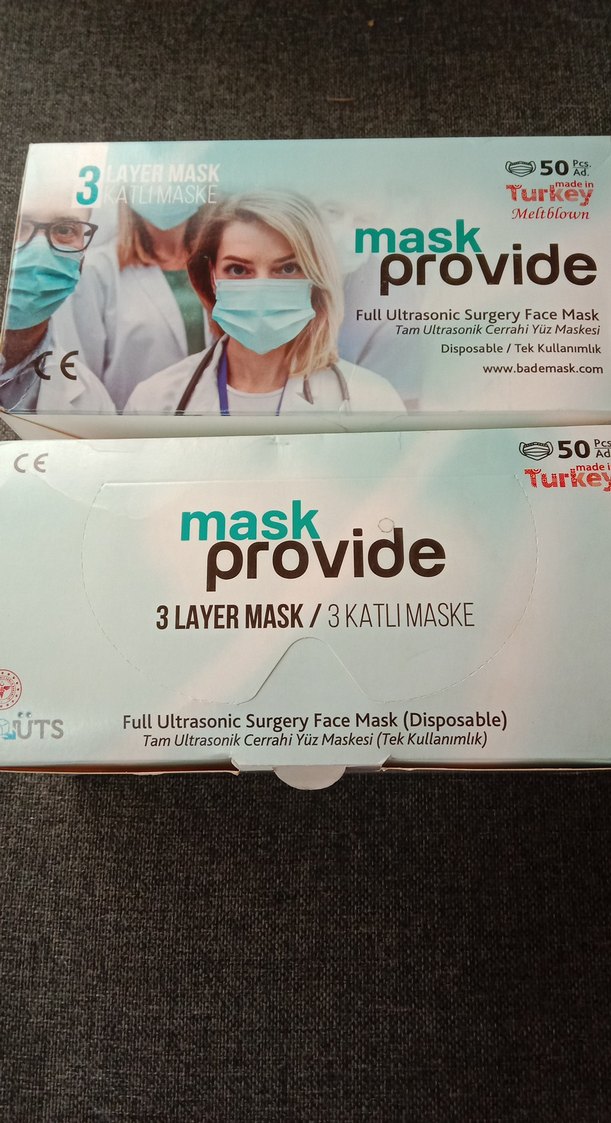 3 LAYER MASK
KATLI MASKE
50 Pcs. Ad.
made in
Turkey
Meltblown
mask
provide
Full Ultrasonic Surgery Face Mask
Tam Ultrasonik Cerrahi Yüz Maskesi
Disposable / Tek Kullanımlık
www.bademask.com
CE
CE
50 Pcs Ad
made i
Turkey
mask
provide
3 LAYER MASK / 3 KATLI MASKE
ÜTS
Full Ultrasonic Surgery Face Mask (Disposable)
Tam Ultrasonik Cerrahi Yüz Maskesi (Tek Kullanımlık)